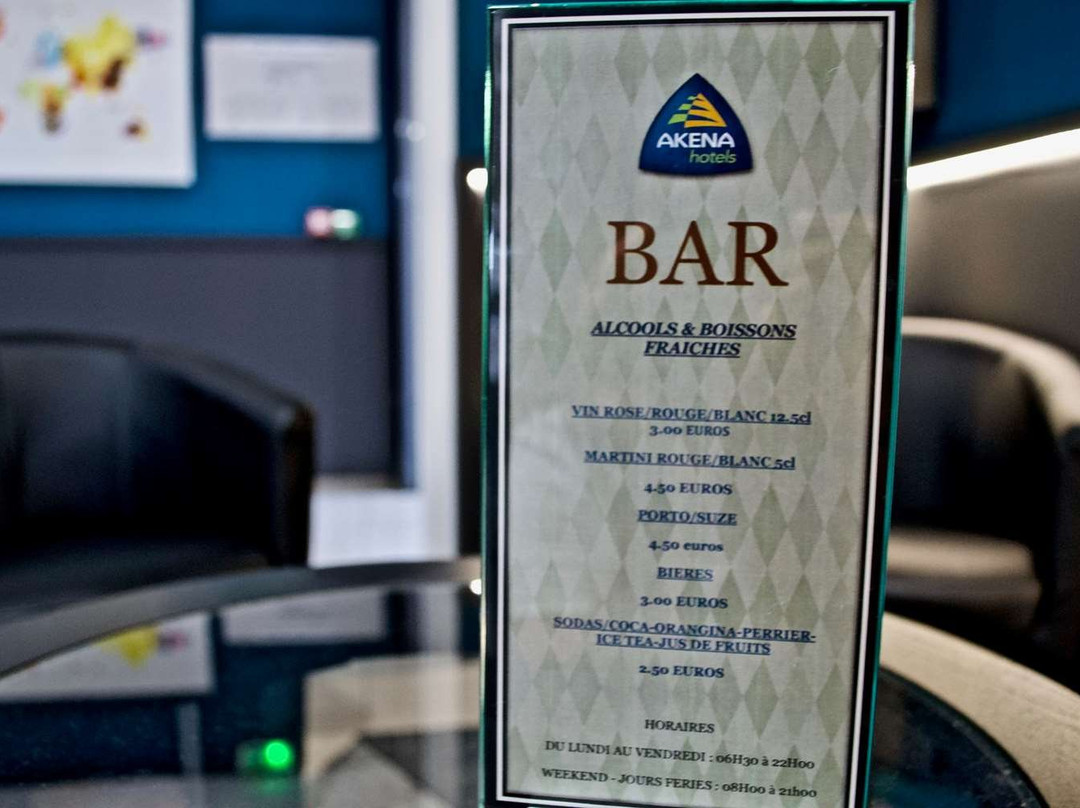 AKENA
hotels
BAR
ALCOOLS & BOISSONS
FRAICHES
VIN ROSE/ROUGE/BLANC 12.5cl
3.00 EUROS
MARTINI ROUGE/BLANC 5cl
4.50 EUROS
PORTO/SUZE
4.50 euros
BIERES
3.00 EUROS
SODAS/COCA-ORANGINA-PERRIER-
ICE TEA-JUS DE FRUITS
2.50 EUROS
HORAIRES
DU LUNDI AU VENDREDI : 06H30 à 22H00
WEEKEND - JOURS FERIES : 08H00 à 21h00